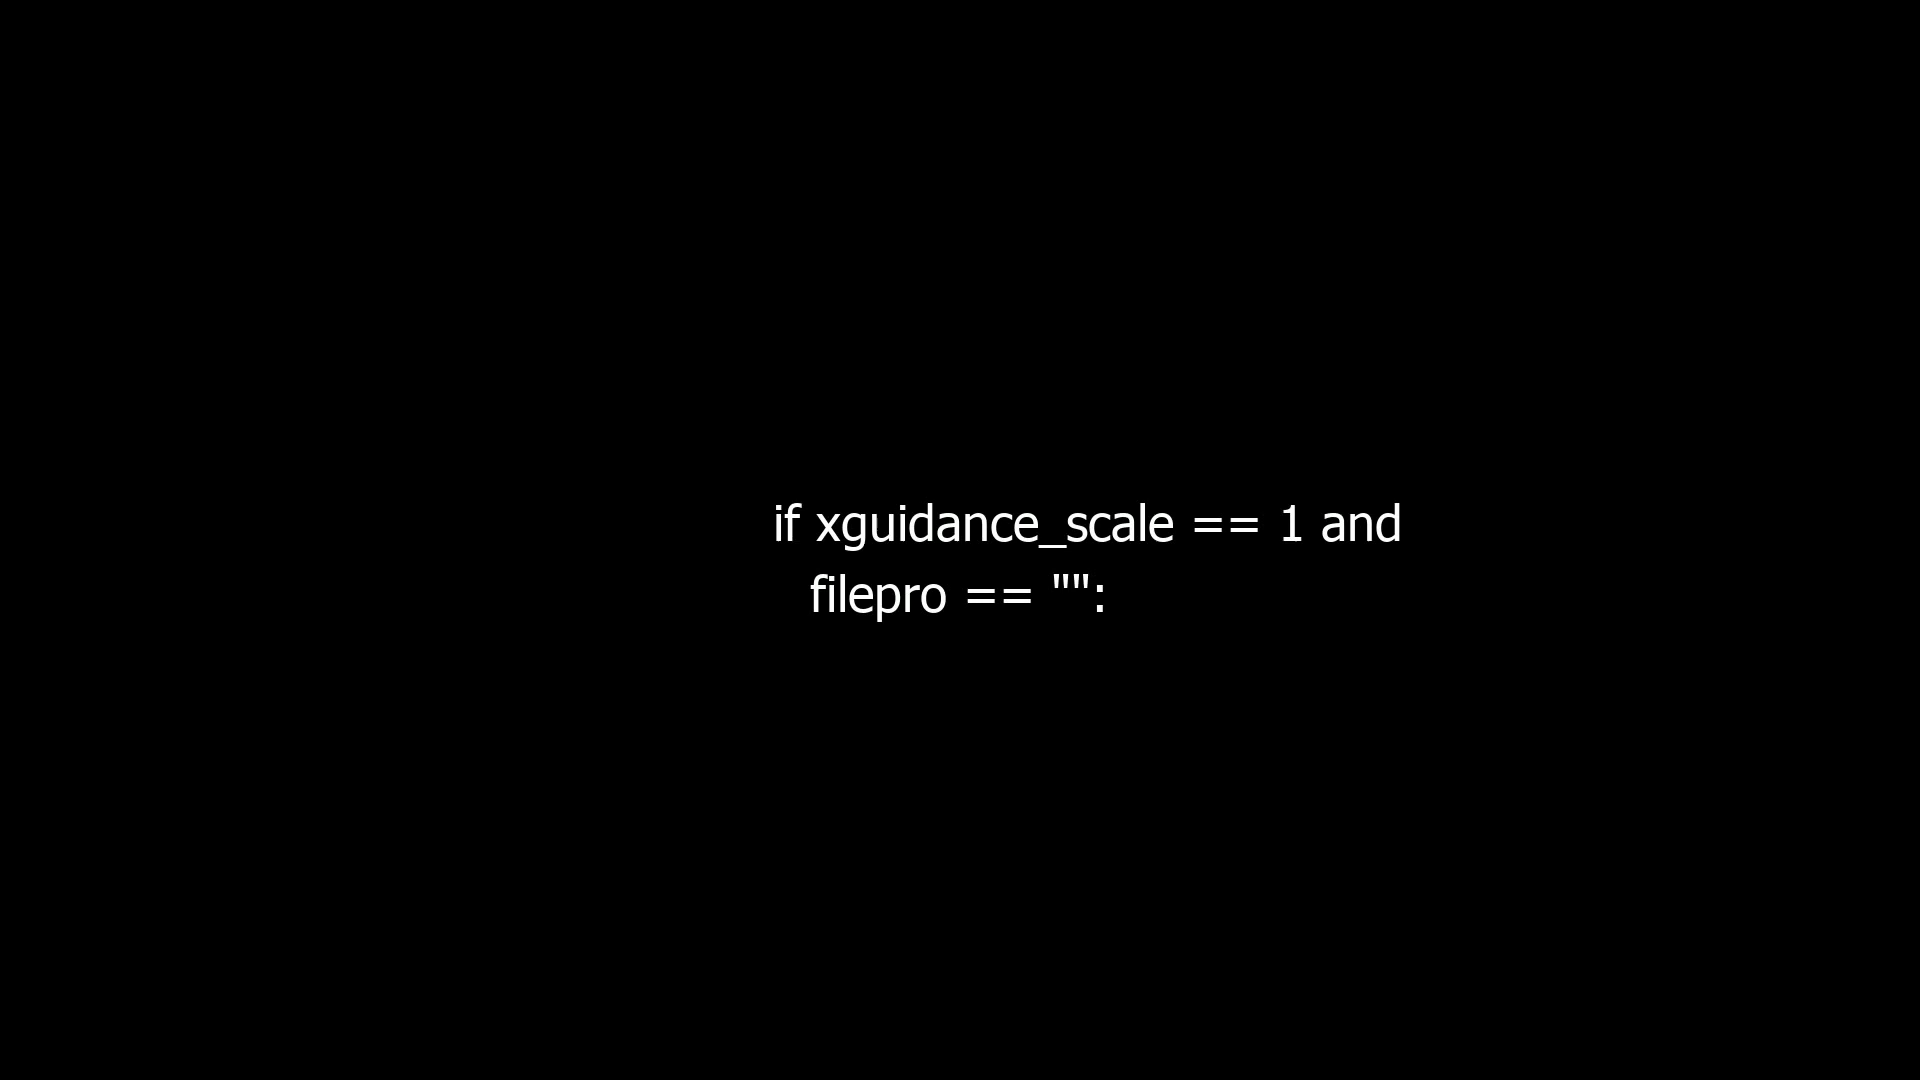 if xguidance_scale == 1 and
filepro == "":